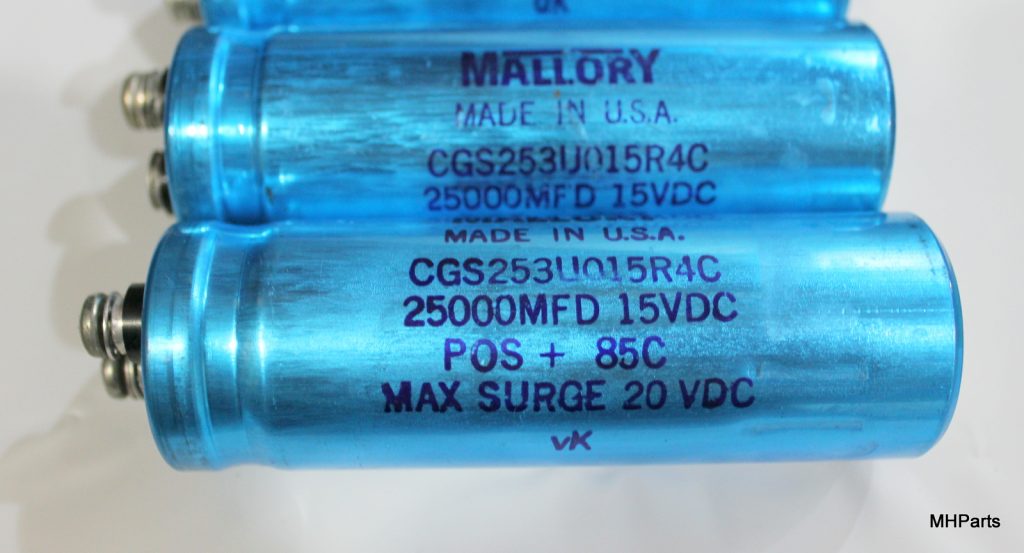 MALLORY
MADE IN U.S.A.
CGS253U015R4C
25000MFD 15VDC
MADE IN U.S.A.
CGS253U015R4C
25000MFD 15VDC
POS + 85C
MAX SURGE 20 VDC
vK
MHParts